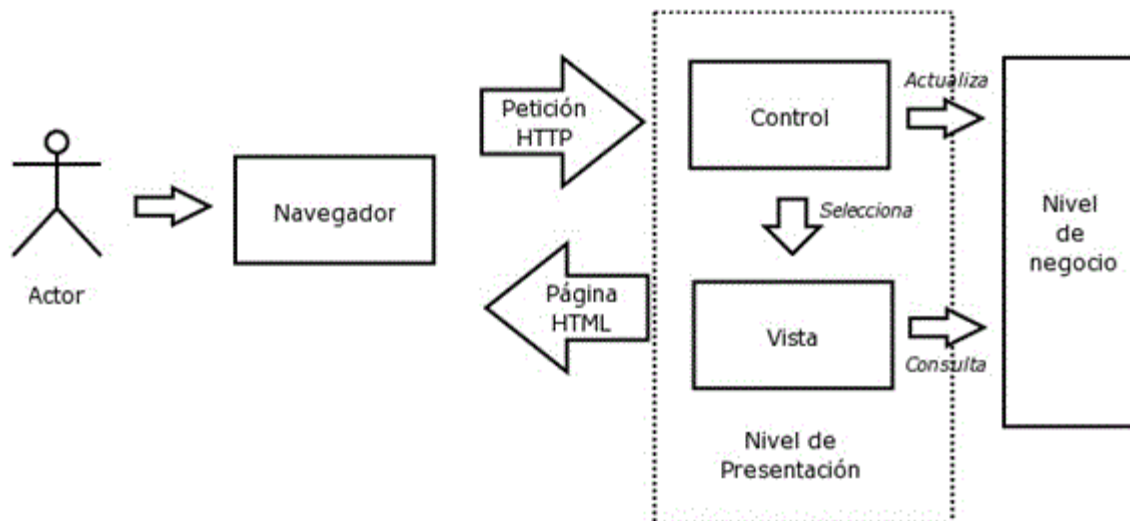 Actor
Navegador
Petición
HTTP
Página
HTML
Control
Selecciona
Vista
Nivel de
Presentación
Actualiza
Consulta
Nivel
de
negocio